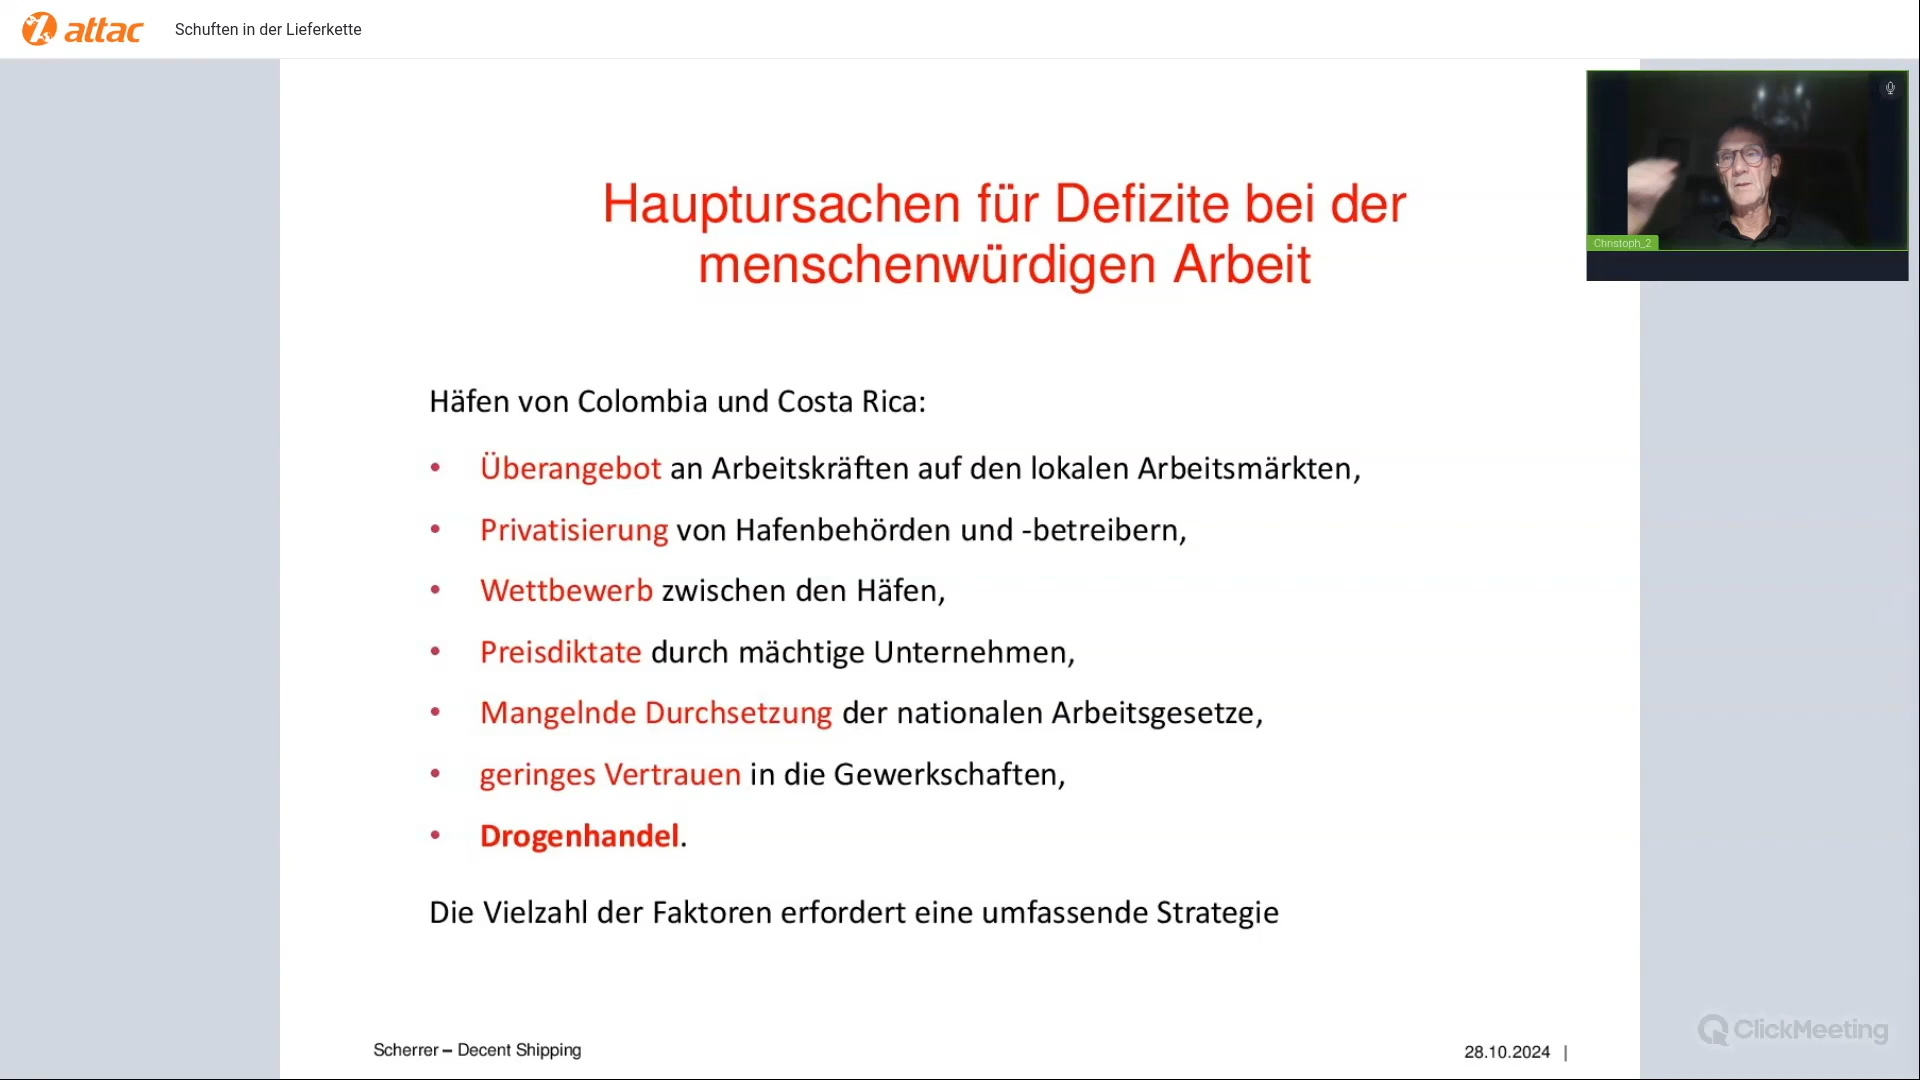 attac
Schuften in der Lieferkette
Hauptursachen für Defizite bei der
menschenwürdigen Arbeit
Christoph_2
Häfen von Colombia und Costa Rica:
• Überangebot an Arbeitskräften auf den lokalen Arbeitsmärkten,
• Privatisierung von Hafenbehörden und -betreibern,
• Wettbewerb zwischen den Häfen,
• Preisdiktate durch mächtige Unternehmen,
• Mangelnde Durchsetzung der nationalen Arbeitsgesetze,
• geringes Vertrauen in die Gewerkschaften,
• Drogenhandel.
Die Vielzahl der Faktoren erfordert eine umfassende Strategie
Scherrer – Decent Shipping
28.10.2024 |
ClickMeeting